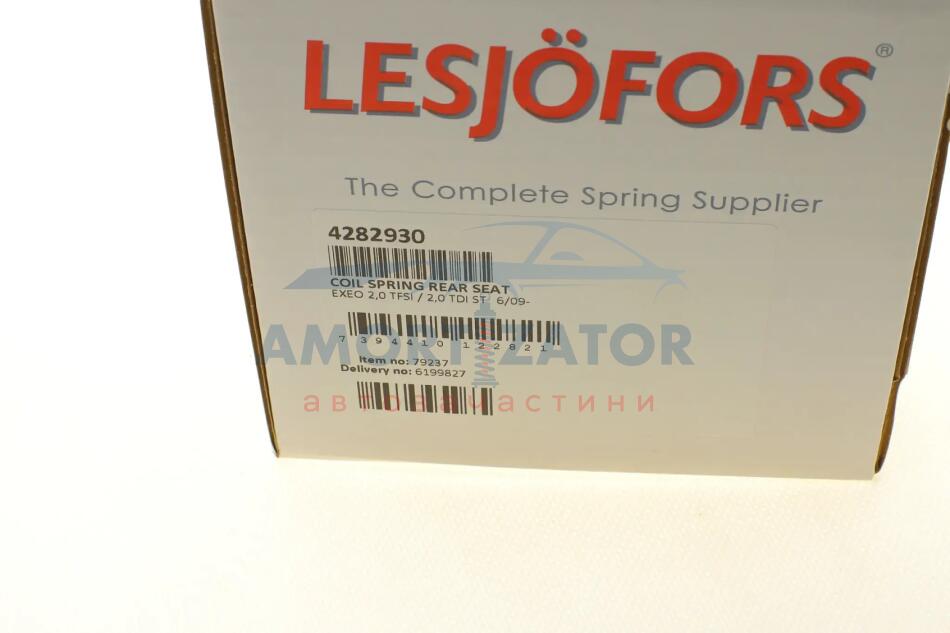 LESJÖFORS®
The Complete Spring Supplier
4282930
COIL SPRING REAR SEAT
EXEO 2,0 TFSI / 2,0 TDI ST 6/09-
7 394410 122821
AMORTIZATOR
Item no: 79237
Delivery no: 6199827
автозапчастини